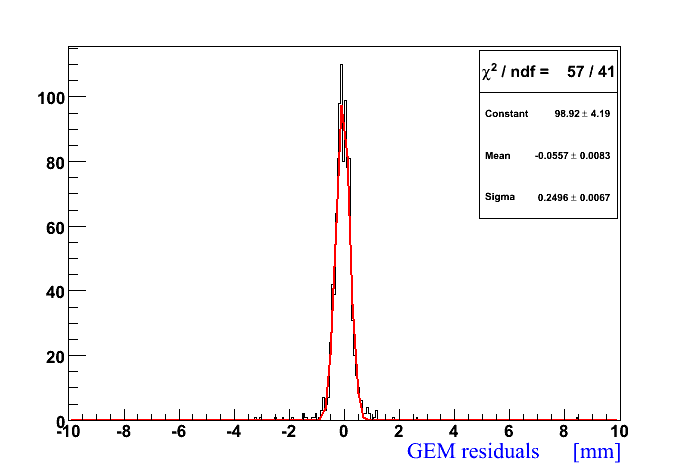 χ² / ndf = 57 / 41
Constant 98.92 ± 4.19
Mean -0.0557 ± 0.0083
Sigma 0.2496 ± 0.0067
100
80
60
40
20
0
-10 -8 -6 -4 -2 0 2 4 6 8 10
GEM residuals [mm]